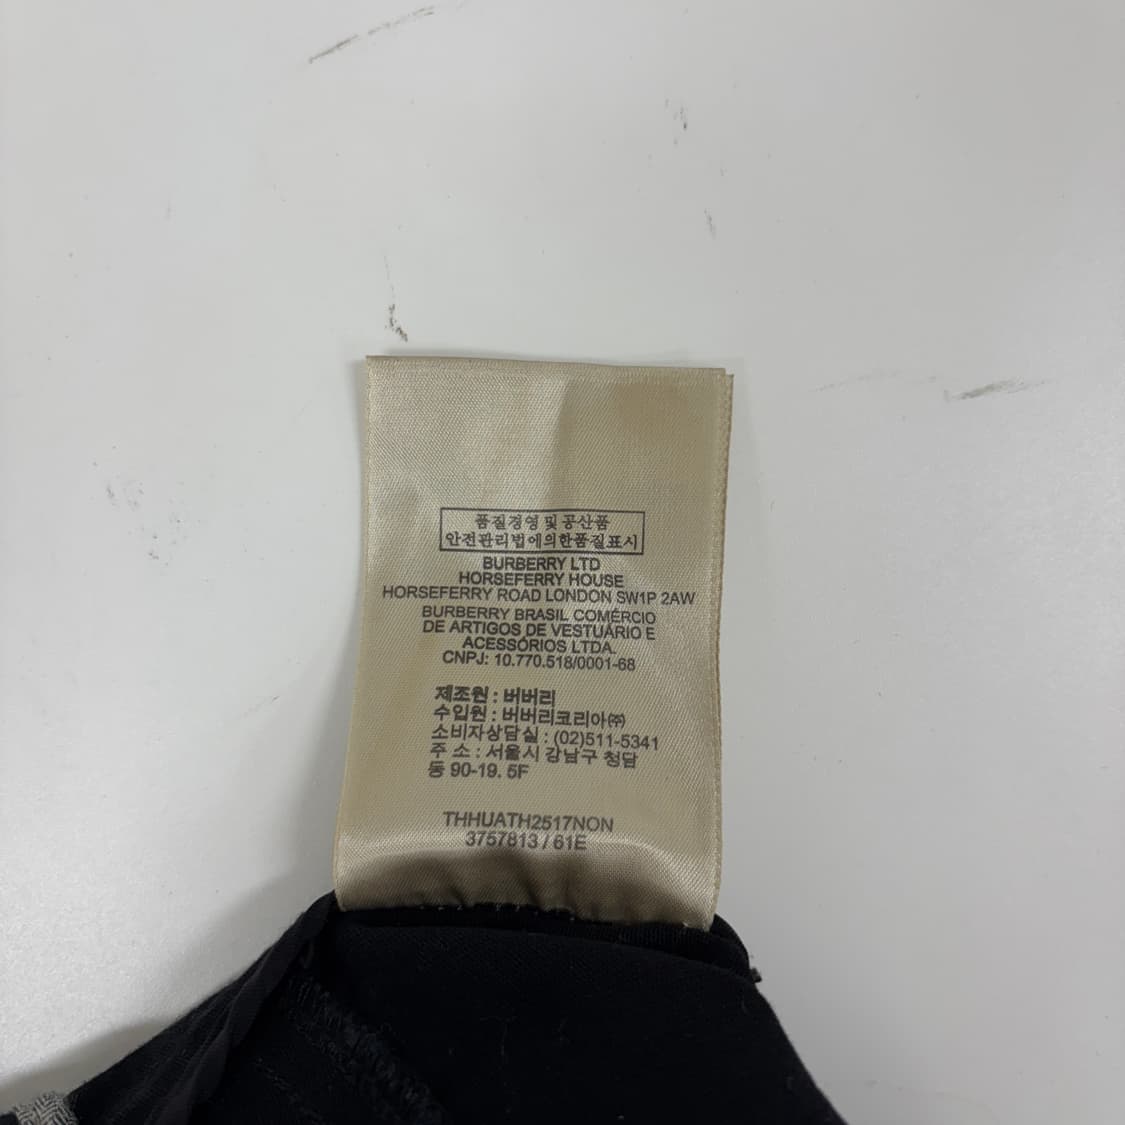 품질경영 및 공산품
안전관리법에의한품질표시
BURBERRY LTD
HORSEFERRY HOUSE
HORSEFERRY ROAD LONDON SW1P 2AW
BURBERRY BRASIL COMÉRCIO
DE ARTIGOS DE VESTUÁRIO E
ACESSÓRIOS LTDA.
CNPJ: 10.770.518/0001-68
제조원 : 버버리
수입원 : 버버리코리아㈜
소비자상담실 : (02)511-5341
주 소 : 서울시 강남구 청담
동 90-19. 5F
THHUATH2517NON
3757813 / 61E